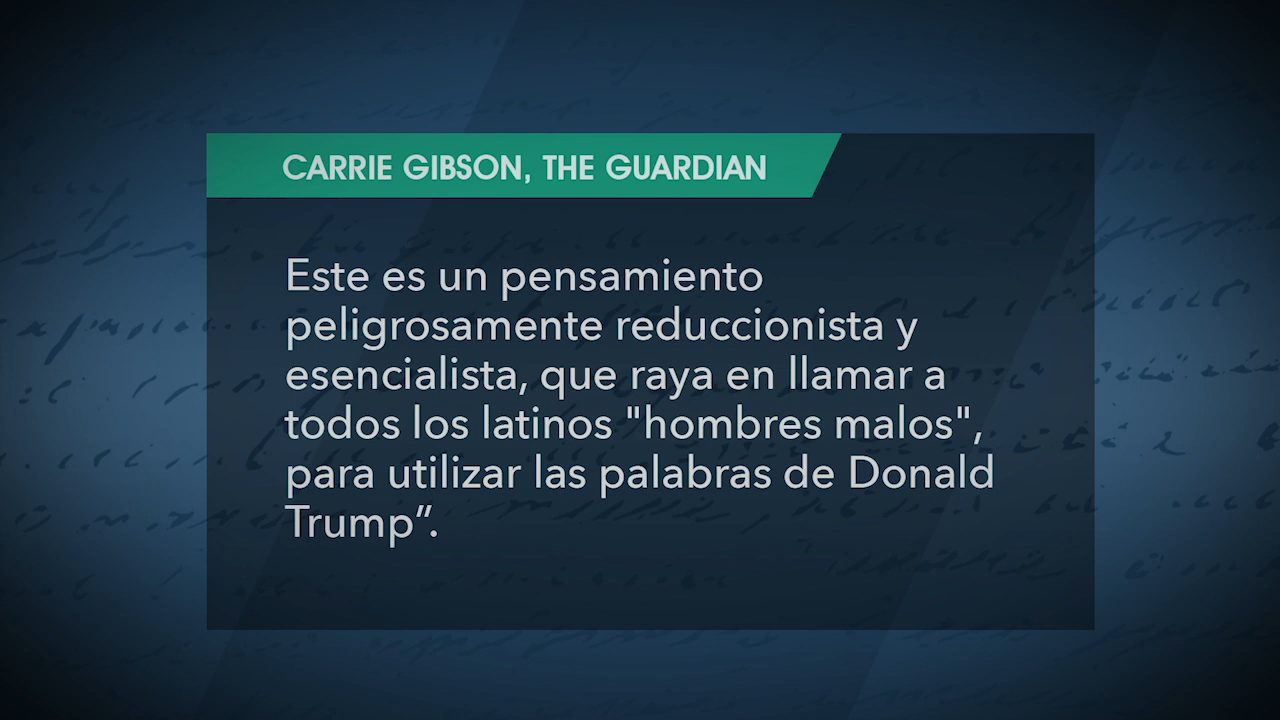 CARRIE GIBSON, THE GUARDIAN
Este es un pensamiento
peligrosamente reduccionista y
esencialista, que raya en llamar a
todos los latinos "hombres malos",
para utilizar las palabras de Donald
Trump”.